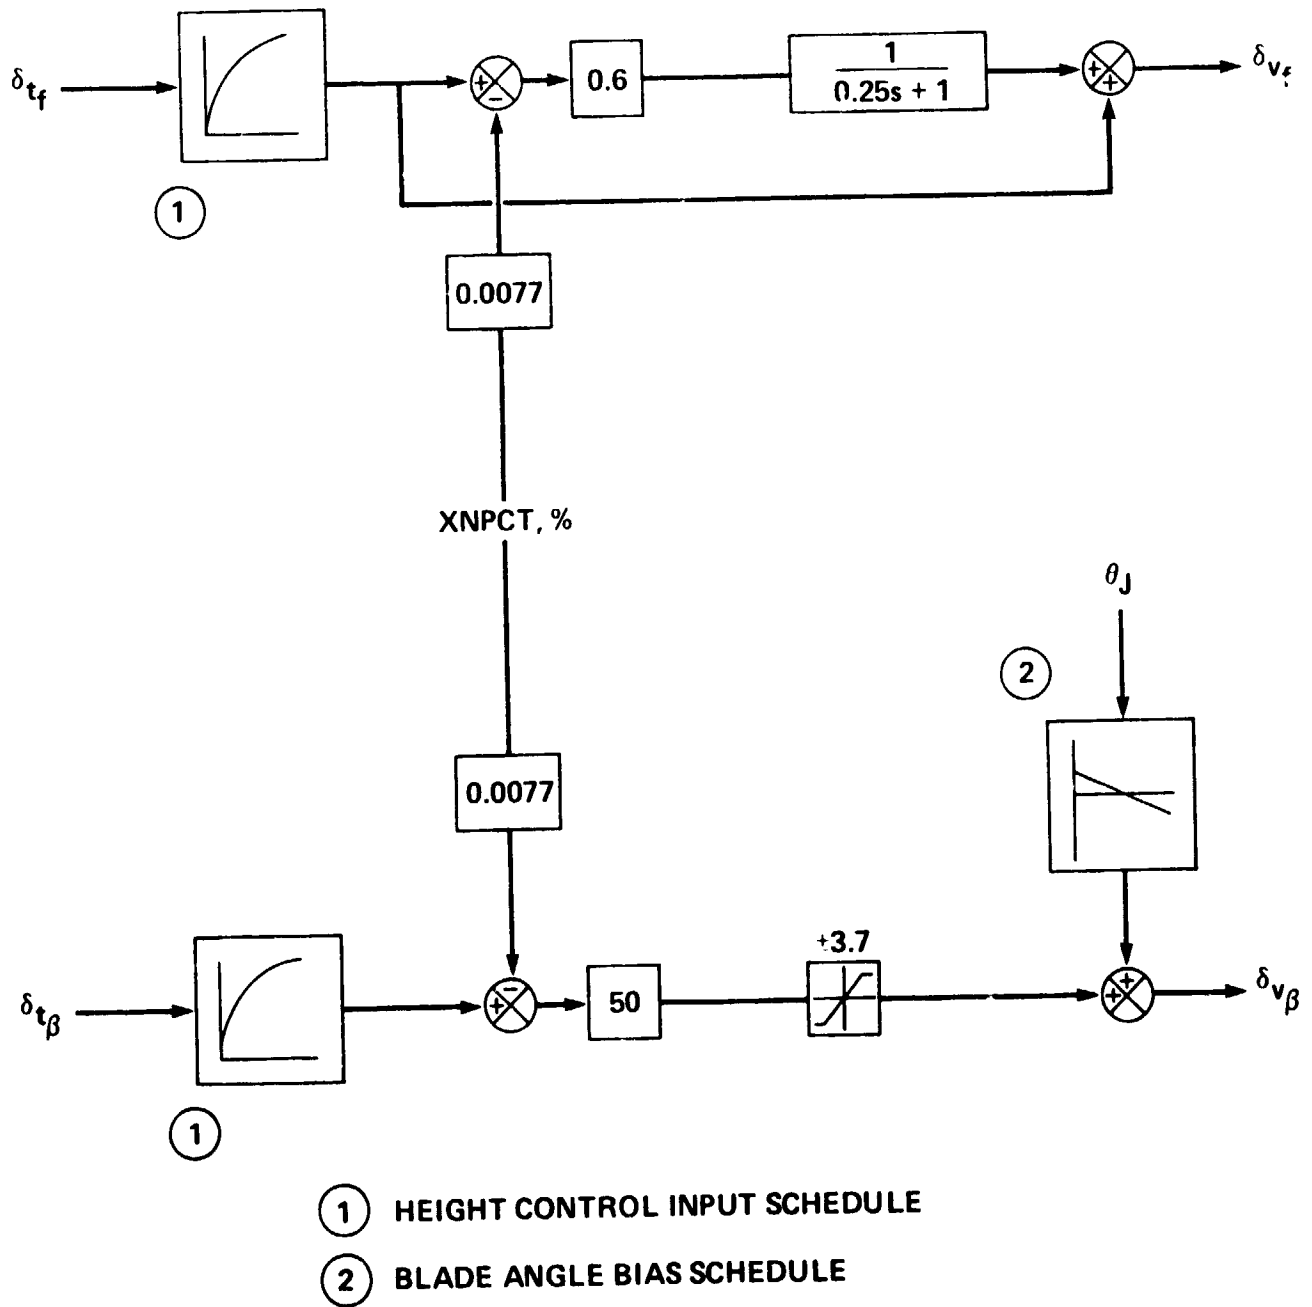 δtf
0.6
1
0.25s + 1
δvf
+
−
+
+
1
0.0077
XNPCT, %
θJ
2
0.0077
±3.7
δtβ
+
−
50
+
+
δvβ
1
1 HEIGHT CONTROL INPUT SCHEDULE
2 BLADE ANGLE BIAS SCHEDULE